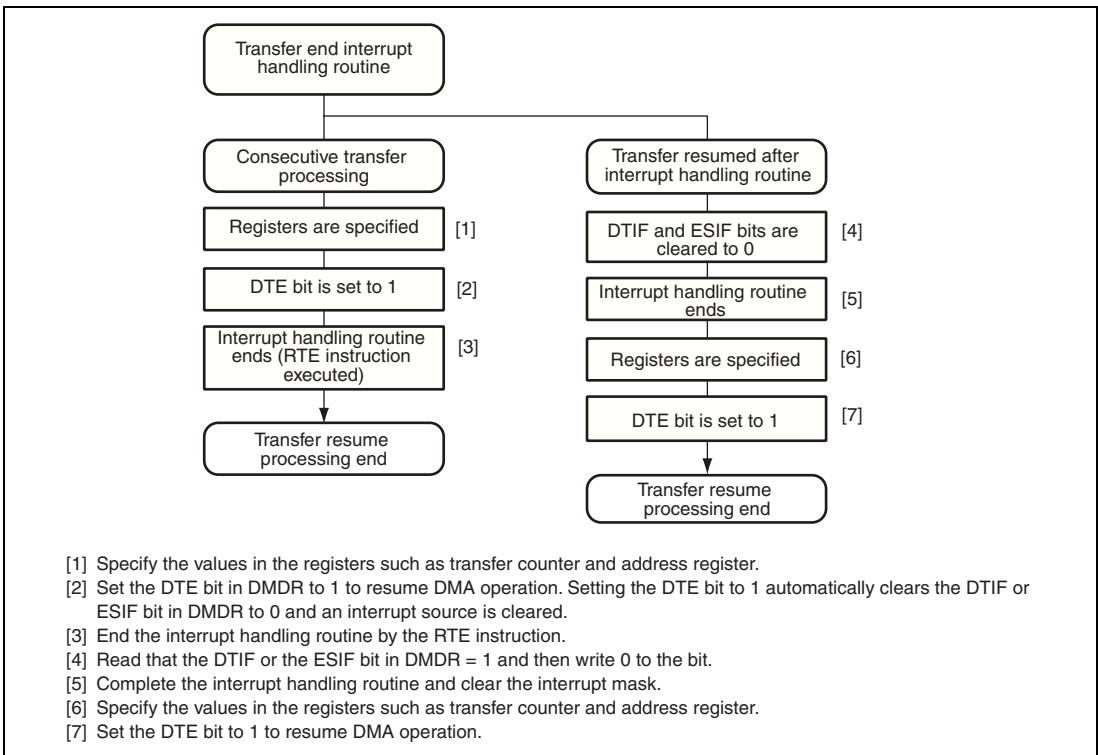 Transfer end interrupt
handling routine
Consecutive transfer
processing
Registers are specified [1]
DTE bit is set to 1 [2]
Interrupt handling routine
ends (RTE instruction
executed) [3]
Transfer resume
processing end
Transfer resumed after
interrupt handling routine
DTIF and ESIF bits are
cleared to 0 [4]
Interrupt handling routine
ends [5]
Registers are specified [6]
DTE bit is set to 1 [7]
Transfer resume
processing end
[1] Specify the values in the registers such as transfer counter and address register.
[2] Set the DTE bit in DMDR to 1 to resume DMA operation. Setting the DTE bit to 1 automatically clears the DTIF or
ESIF bit in DMDR to 0 and an interrupt source is cleared.
[3] End the interrupt handling routine by the RTE instruction.
[4] Read that the DTIF or the ESIF bit in DMDR = 1 and then write 0 to the bit.
[5] Complete the interrupt handling routine and clear the interrupt mask.
[6] Specify the values in the registers such as transfer counter and address register.
[7] Set the DTE bit to 1 to resume DMA operation.